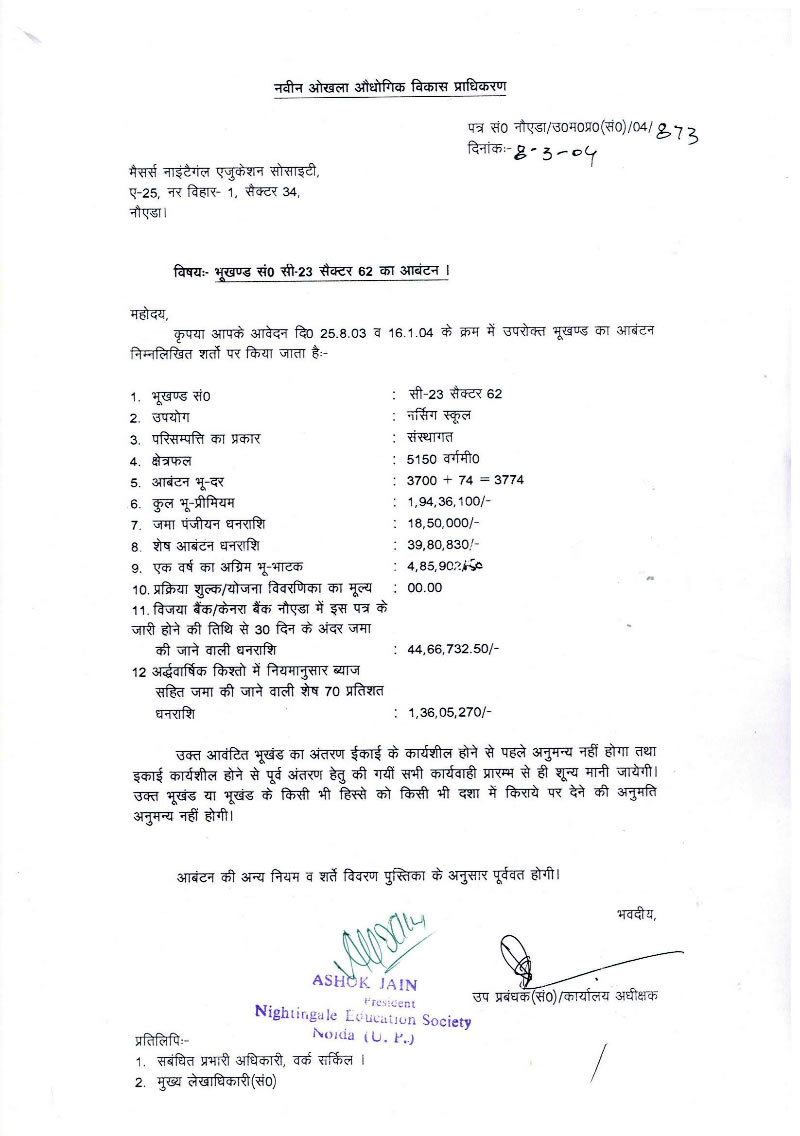 नवीन ओखला औधोगिक विकास प्राधिकरण
पत्र सं0 नौएडा/उ0म0प्र0(सं0)/04/873
दिनांकः- 8-3-04
मैसर्स नाइंटैगंल एजुकेशन सोसाइटी,
ए-25, नर विहार- 1, सैक्टर 34,
नौएडा।
विषयः- भूखण्ड सं0 सी-23 सैक्टर 62 का आबंटन ।
महोदय,
कृपया आपके आवेदन दि0 25.8.03 व 16.1.04 के क्रम में उपरोक्त भूखण्ड का आबंटन
निम्नलिखित शर्तो पर किया जाता हैः-
1. भूखण्ड सं0 : सी-23 सैक्टर 62
2. उपयोग : नर्सिग स्कूल
3. परिसम्पत्ति का प्रकार : संस्थागत
4. क्षेत्रफल : 5150 वर्गमी0
5. आबंटन भू-दर : 3700 + 74 = 3774
6. कुल भू-प्रीमियम : 1,94,36,100/-
7. जमा पंजीयन धनराशि : 18,50,000/-
8. शेष आबंटन धनराशि : 39,80,830/-
9. एक वर्ष का अग्रिम भू-भाटक : 4,85,902.50
10. प्रक्रिया शुल्क/योजना विवरणिका का मूल्य : 00.00
11. विजया बैंक/केनरा बैंक नौएडा में इस पत्र के
जारी होने की तिथि से 30 दिन के अंदर जमा
की जाने वाली धनराशि : 44,66,732.50/-
12 अर्द्धवार्षिक किश्तो में नियमानुसार ब्याज
सहित जमा की जाने वाली शेष 70 प्रतिशत
धनराशि : 1,36,05,270/-
उक्त आवंटित भूखंड का अंतरण ईकाई के कार्यशील होने से पहले अनुमन्य नहीं होगा तथा
इकाई कार्यशील होने से पूर्व अंतरण हेतु की गयीं सभी कार्यवाही प्रारम्भ से ही शून्य मानी जायेगी।
उक्त भूखंड या भूखंड के किसी भी हिस्से को किसी भी दशा में किराये पर देने की अनुमति
अनुमन्य नहीं होगी।
आबंटन की अन्य नियम व शर्ते विवरण पुस्तिका के अनुसार पूर्ववत होगी।
भवदीय,
उप प्रबंधक(सं0)/कार्यालय अधीक्षक
ASHOK JAIN
President
Nightingale Education Society
Noida (U. P.)
प्रतिलिपिः-
1. सबंधित प्रभारी अधिकारी, वर्क सर्किल ।
2. मुख्य लेखाधिकारी(सं0)